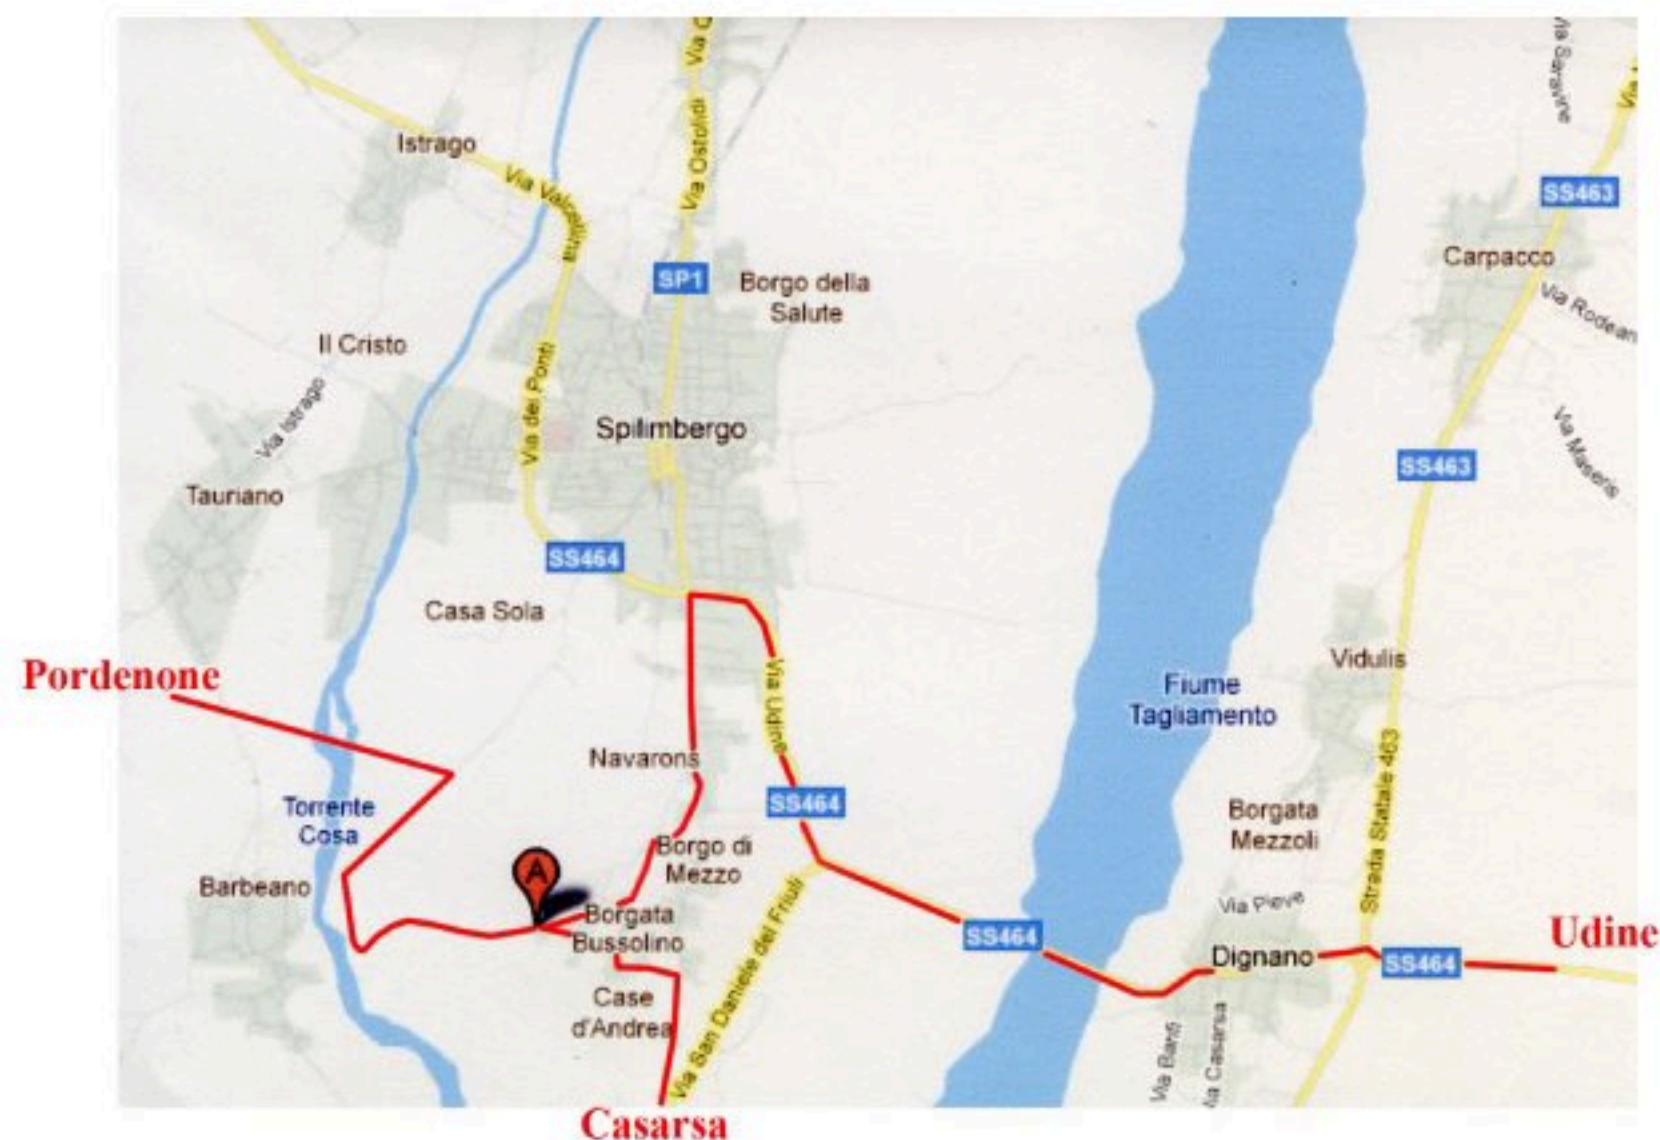 Via Ostolidi
Via Saravine
Istrago
Via Valcellina
SS463
SP1
Carpacco
Borgo della
Salute
Via Rodean
Il Cristo
Via Istrago
Via dei Ponti
Spilimbergo
Via Maseris
SS463
Tauriano
SS464
Casa Sola
Vidulis
Pordenone
Via Udine
Fiume
Tagliamento
Navarons
Strada Statale 463
Torrente
Cosa
SS464
Borgata
Mezzoli
Borgo di
Mezzo
A
Barbeano
Via Pieve
Borgata
Bussolino
SS464
Dignano
SS464
Udine
Case
d'Andrea
Via San Daniele del Friuli
Via Casarsa
Casarsa